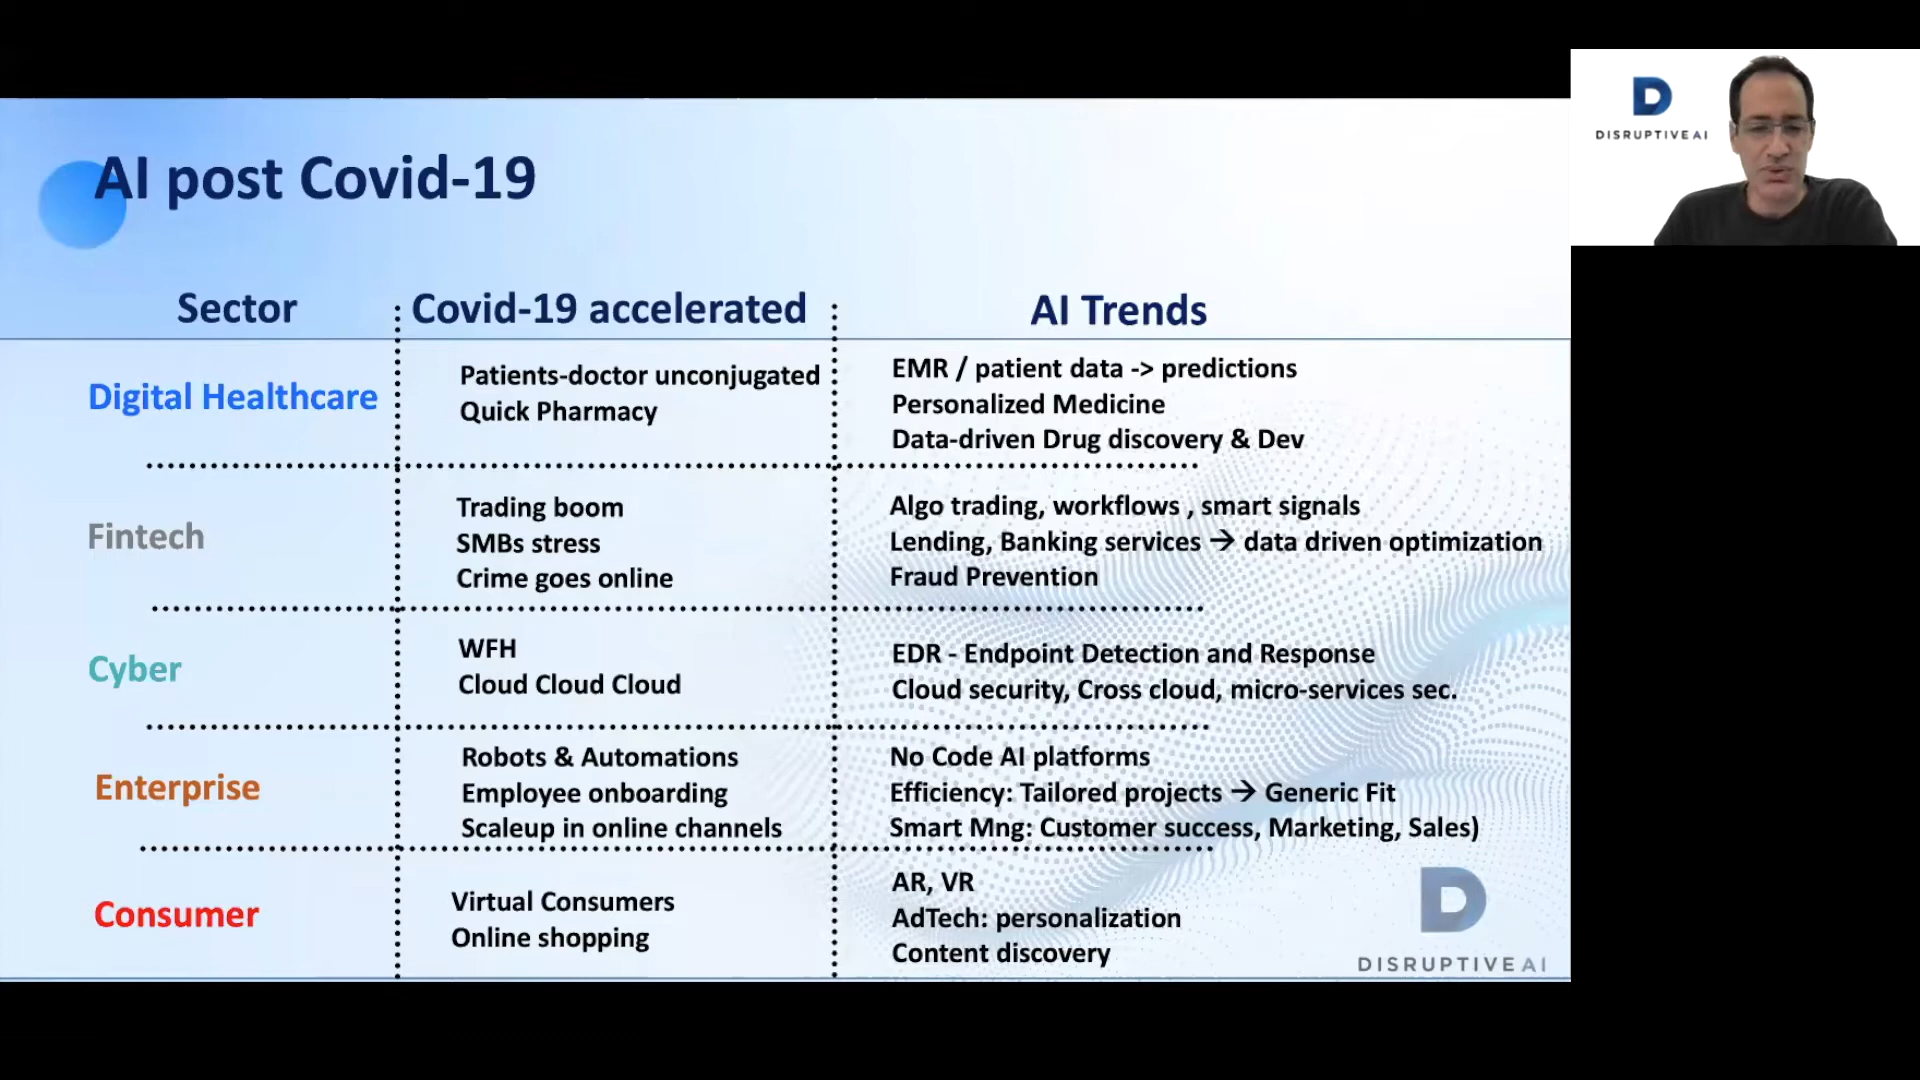 AI post Covid-19
Sector
Covid-19 accelerated
AI Trends
Digital Healthcare
Patients-doctor unconjugated
Quick Pharmacy
EMR / patient data -> predictions
Personalized Medicine
Data-driven Drug discovery & Dev
Fintech
Trading boom
SMBs stress
Crime goes online
Algo trading, workflows , smart signals
Lending, Banking services → data driven optimization
Fraud Prevention
Cyber
WFH
Cloud Cloud Cloud
EDR - Endpoint Detection and Response
Cloud security, Cross cloud, micro-services sec.
Enterprise
Robots & Automations
Employee onboarding
Scaleup in online channels
No Code AI platforms
Efficiency: Tailored projects → Generic Fit
Smart Mng: Customer success, Marketing, Sales)
Consumer
Virtual Consumers
Online shopping
AR, VR
AdTech: personalization
Content discovery
D
DISRUPTIVE AI
D
DISRUPTIVE AI